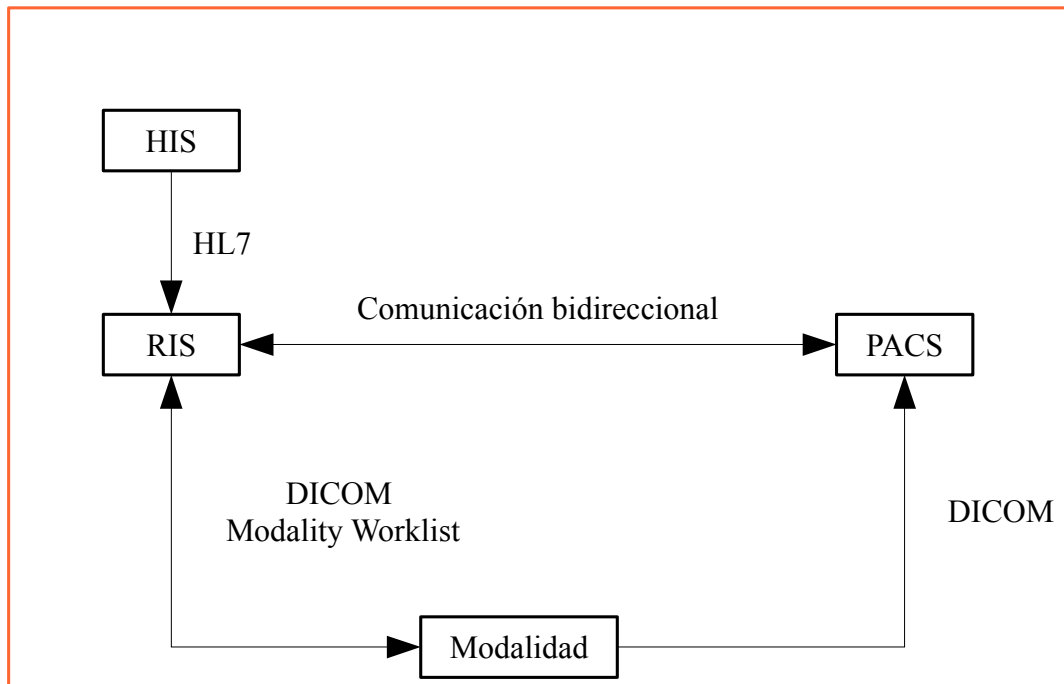 HIS
HL7
Comunicación bidireccional
RIS
PACS
DICOM
Modality Worklist
DICOM
Modalidad